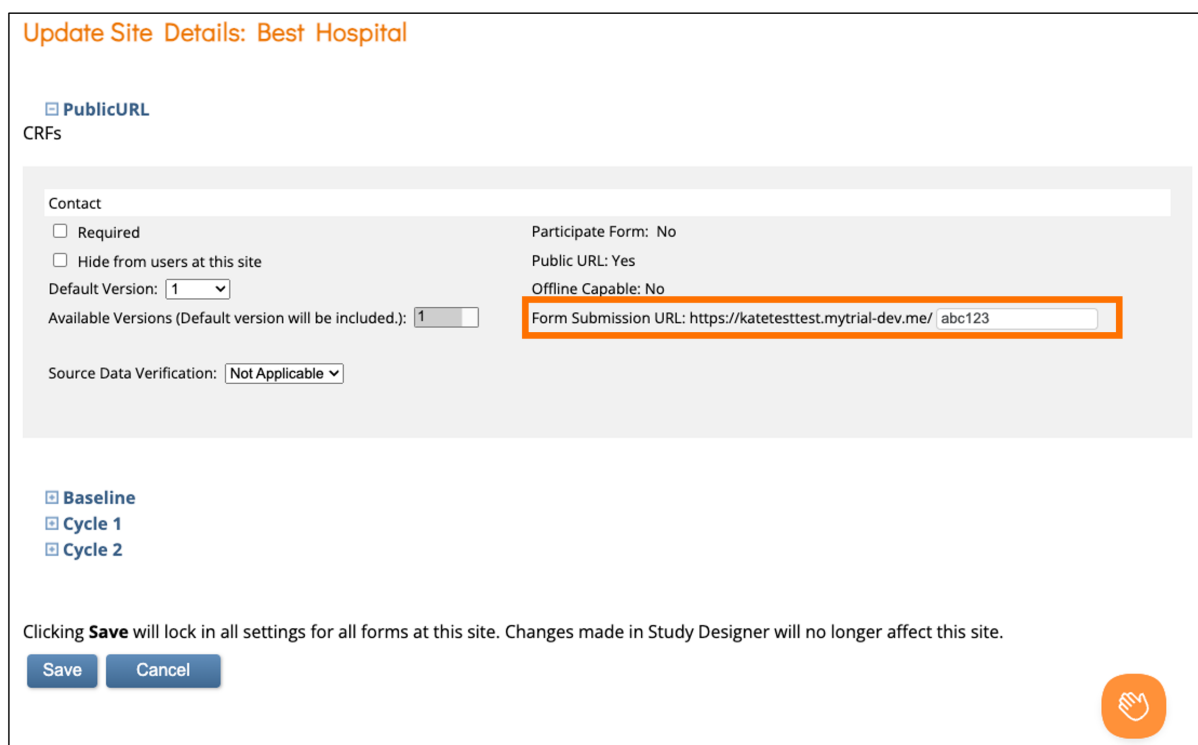 Update Site Details: Best Hospital
PublicURL
CRFs
Contact
Required
Participate Form: No
Hide from users at this site
Public URL: Yes
Default Version: 1
Offline Capable: No
Available Versions (Default version will be included.): 1
Form Submission URL: https://katetesttest.mytrial-dev.me/ abc123
Source Data Verification: Not Applicable
Baseline
Cycle 1
Cycle 2
Clicking Save will lock in all settings for all forms at this site. Changes made in Study Designer will no longer affect this site.
Save Cancel